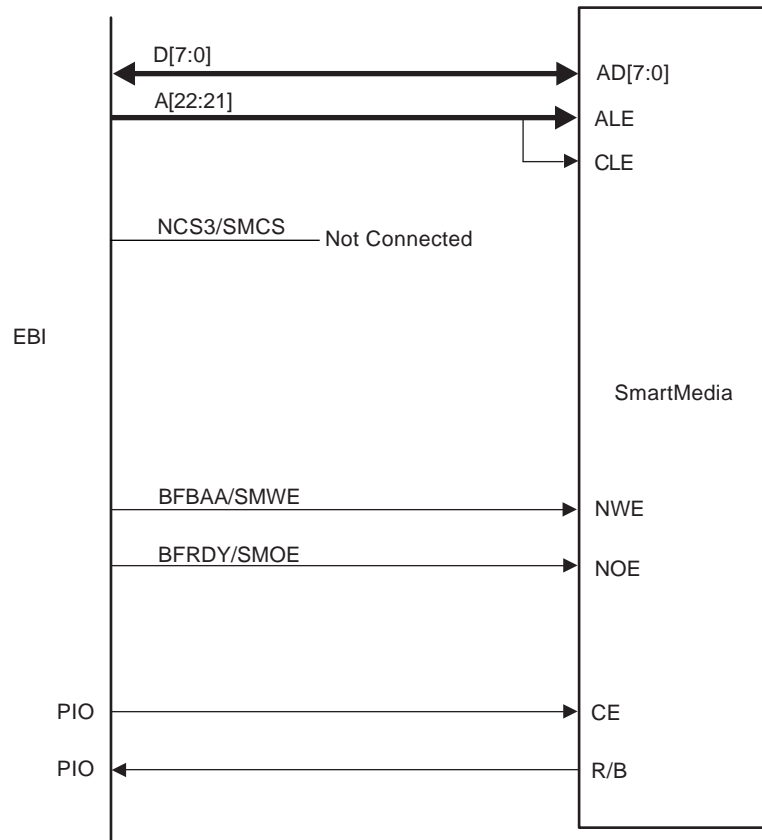 D[7:0]
AD[7:0]
A[22:21]
ALE
CLE
NCS3/SMCS
Not Connected
EBI
SmartMedia
BFBAA/SMWE
NWE
BFRDY/SMOE
NOE
PIO
CE
PIO
R/B